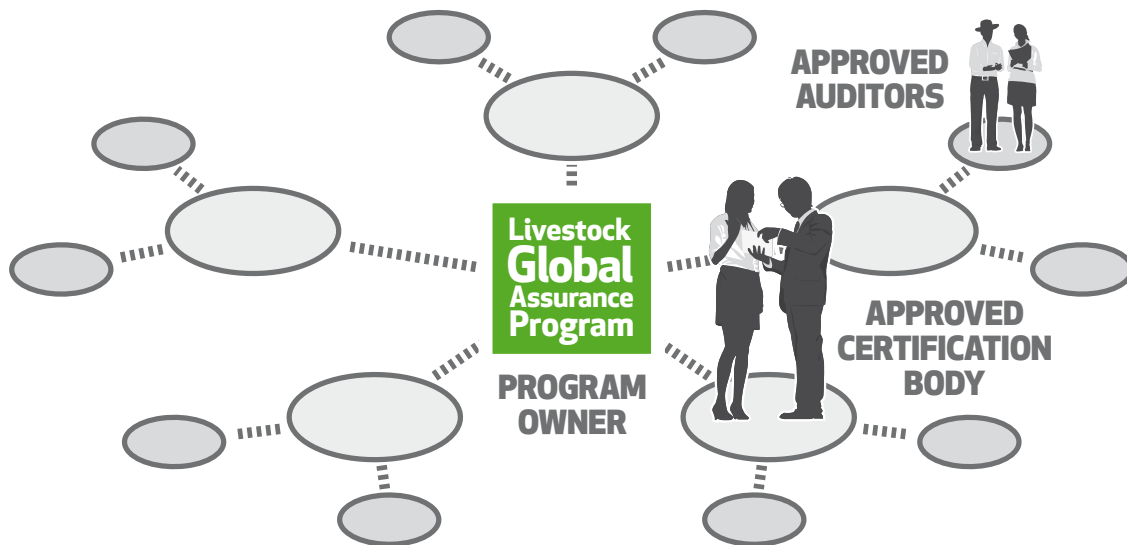 APPROVED
AUDITORS
Livestock
Global
Assurance
Program
APPROVED
CERTIFICATION
BODY
PROGRAM
OWNER